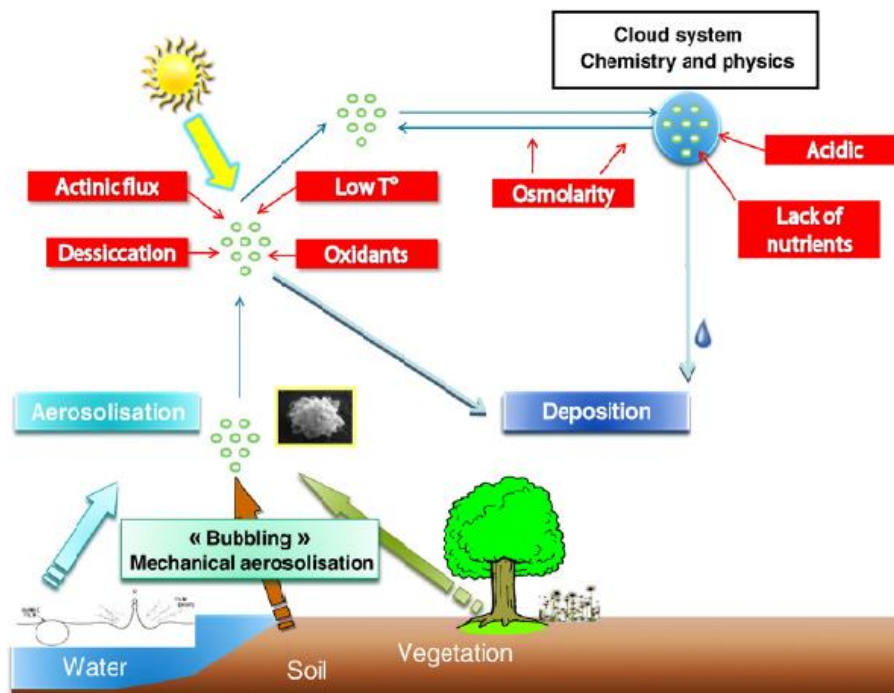 Cloud system
Chemistry and physics
Actinic flux
Low T°
Acidic
Osmolarity
Dessiccation
Oxidants
Lack of
nutrients
Aerosolisation
Deposition
« Bubbling »
Mechanical aerosolisation
Water
Soil
Vegetation